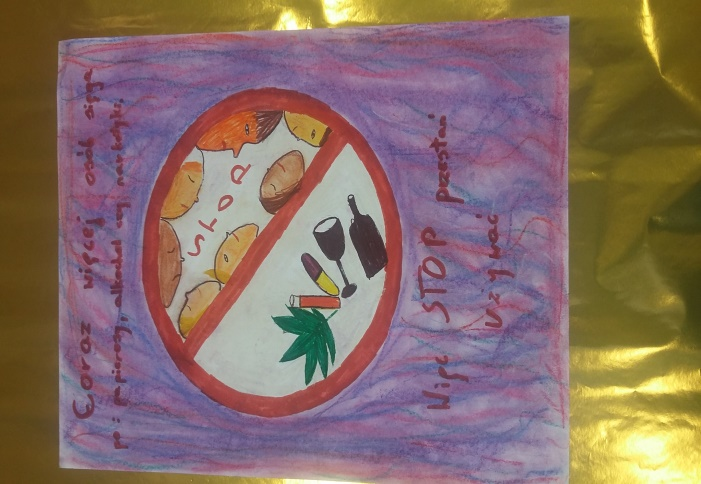 Coraz więcej osób sięga
po: papierosy, alkohol czy narkotyki.
STOP
Więc STOP przestań
używać